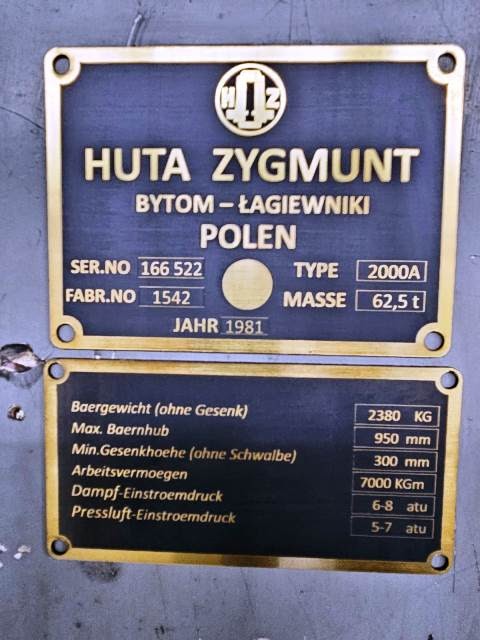 HZ
HUTA ZYGMUNT
BYTOM – ŁAGIEWNIKI
POLEN
SER.NO 166 522 TYPE 2000A
FABR.NO 1542 MASSE 62,5 t
JAHR 1981
Baergewicht (ohne Gesenk) 2380 KG
Max. Baernhub 950 mm
Min.Gesenkhoehe (ohne Schwalbe) 300 mm
Arbeitsvermoegen 7000 KGm
Dampf-Einstroemdruck 6-8 atu
Pressluft-Einstroemdruck 5-7 atu